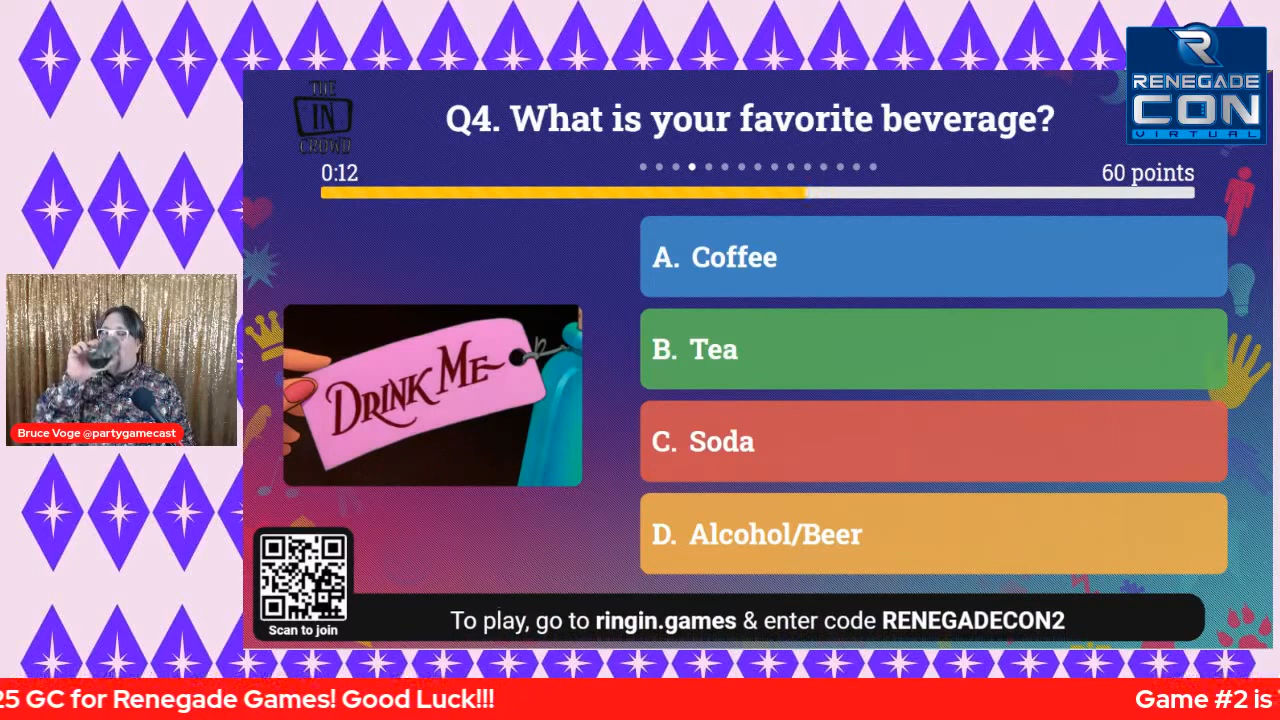 RENEGADE
CON
VIRTUAL
THE
IN
CROWD
Q4. What is your favorite beverage?
0:12
60 points
A. Coffee
B. Tea
C. Soda
D. Alcohol/Beer
DRINK ME
Bruce Voge @partygamecast
Scan to join
To play, go to ringin.games & enter code RENEGADECON2
25 GC for Renegade Games! Good Luck!!!
Game #2 is